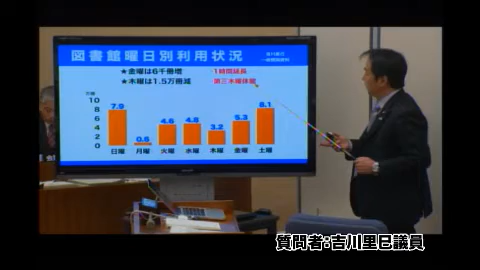 図書館曜日別利用状況
★金曜は6千冊増 ・1時間延長
★木曜は1.5万冊減 ・第三木曜休館
10
8
6
4
2
0
7.9 0.6 4.6 4.8 3.2 5.3 8.1
日曜 月曜 火曜 水曜 木曜 金曜 土曜
質問者:吉川里巳議員